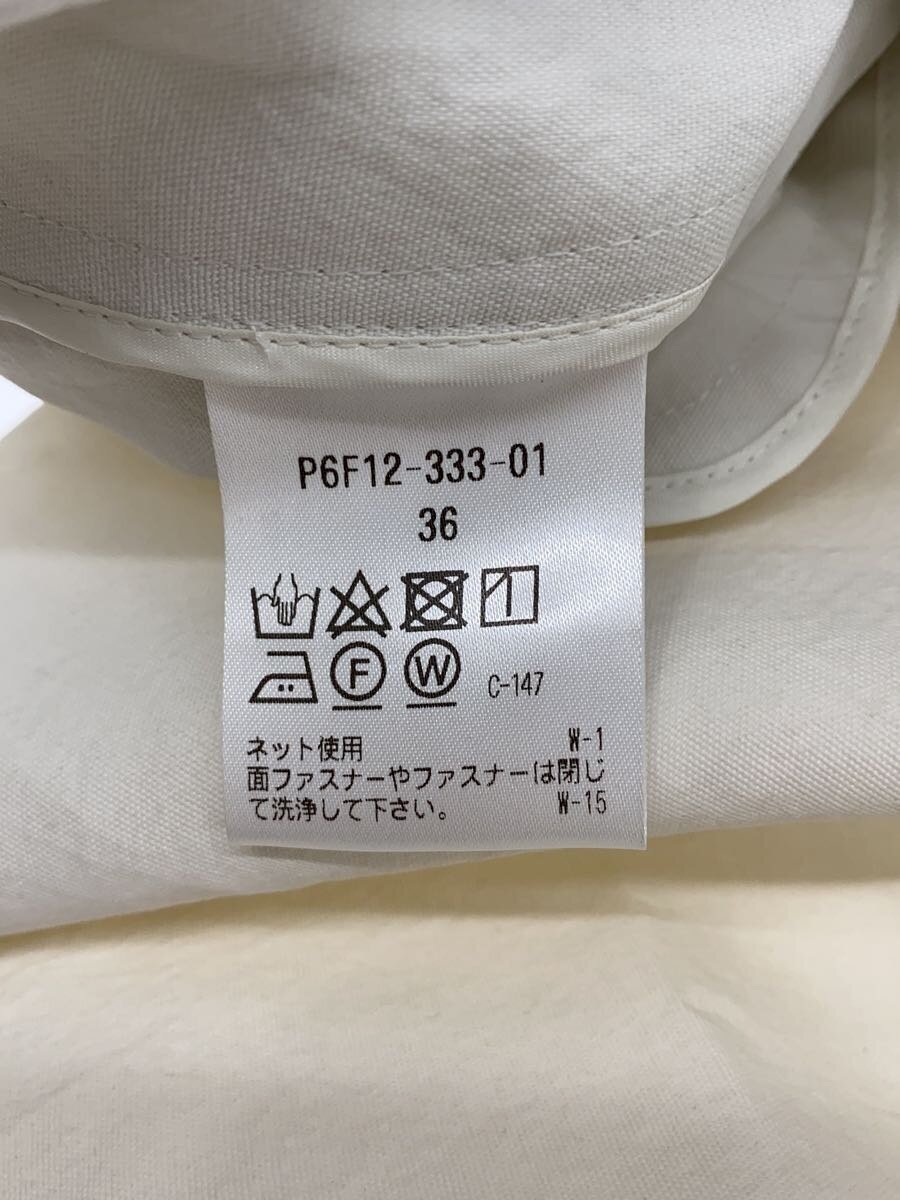 P6F12-333-01
36
F W C-147
ネット使用 W-1
面ファスナーやファスナーは閉じ
て洗浄して下さい。 W-15